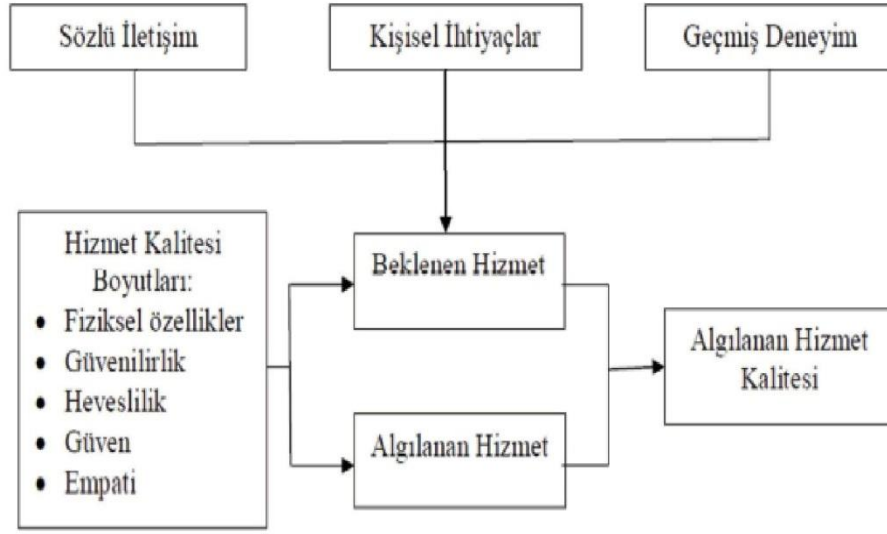 Sözlü İletişim
Kişisel İhtiyaçlar
Geçmiş Deneyim
Hizmet Kalitesi
Boyutları:
• Fiziksel özellikler
• Güvenilirlik
• Heveslilik
• Güven
• Empati
Beklenen Hizmet
Algılanan Hizmet
Algılanan Hizmet
Kalitesi